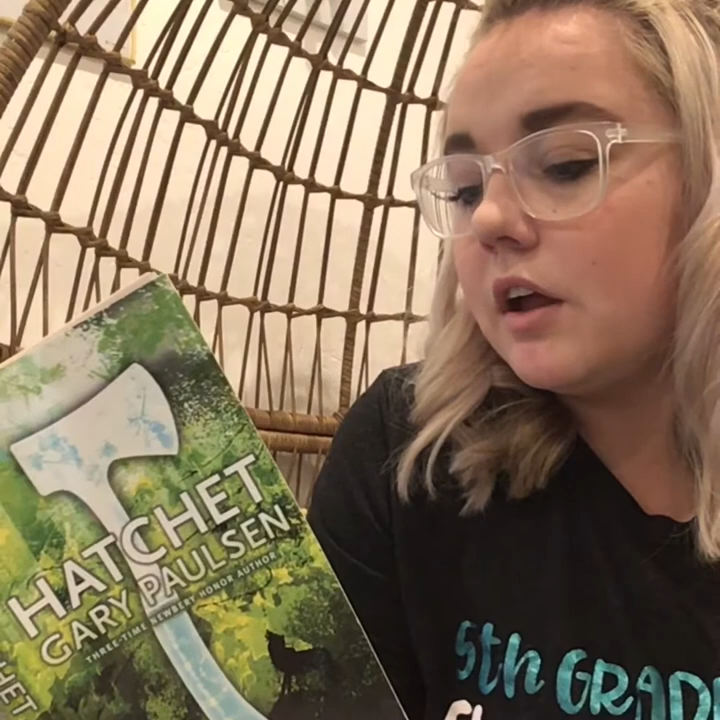 HATCHET
GARY PAULSEN
THREE-TIME NEWBERY HONOR AUTHOR
5th GRADE